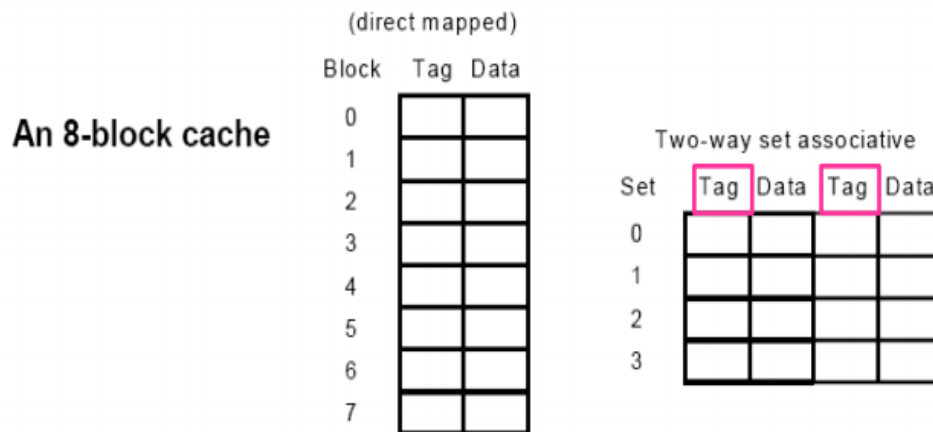 (direct mapped)
Block Tag Data
An 8-block cache
0
1
2
3
4
5
6
7
Two-way set associative
Set Tag Data Tag Data
0
1
2
3